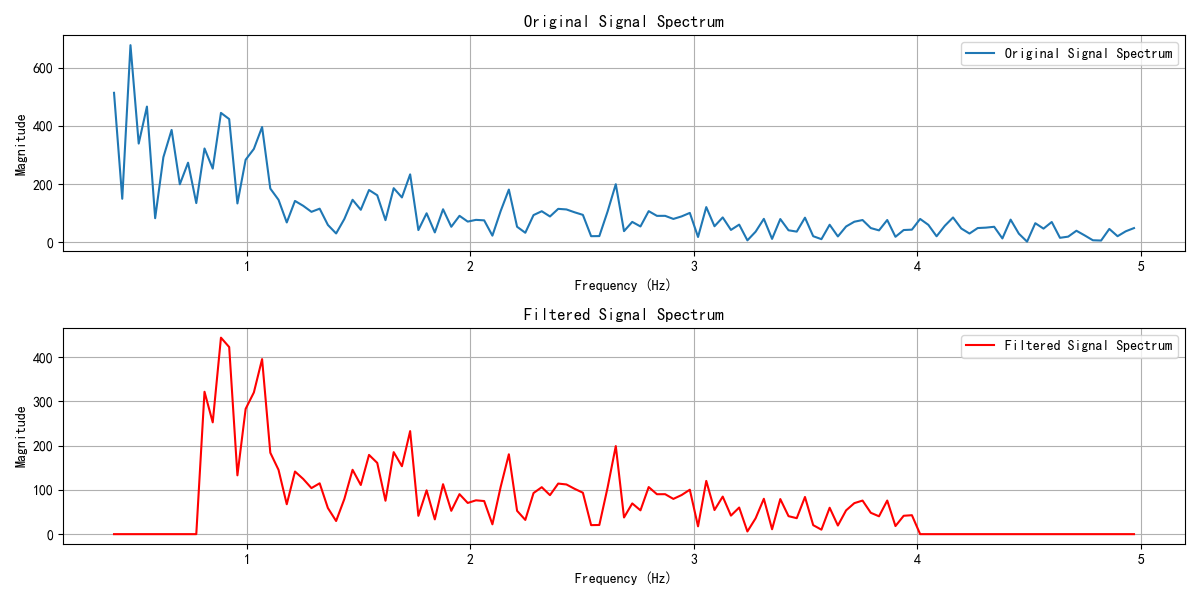 Original Signal Spectrum
Original Signal Spectrum
Magnitude
600
400
200
0
1 2 3 4 5
Frequency (Hz)
Filtered Signal Spectrum
Filtered Signal Spectrum
Magnitude
400
300
200
100
0
1 2 3 4 5
Frequency (Hz)